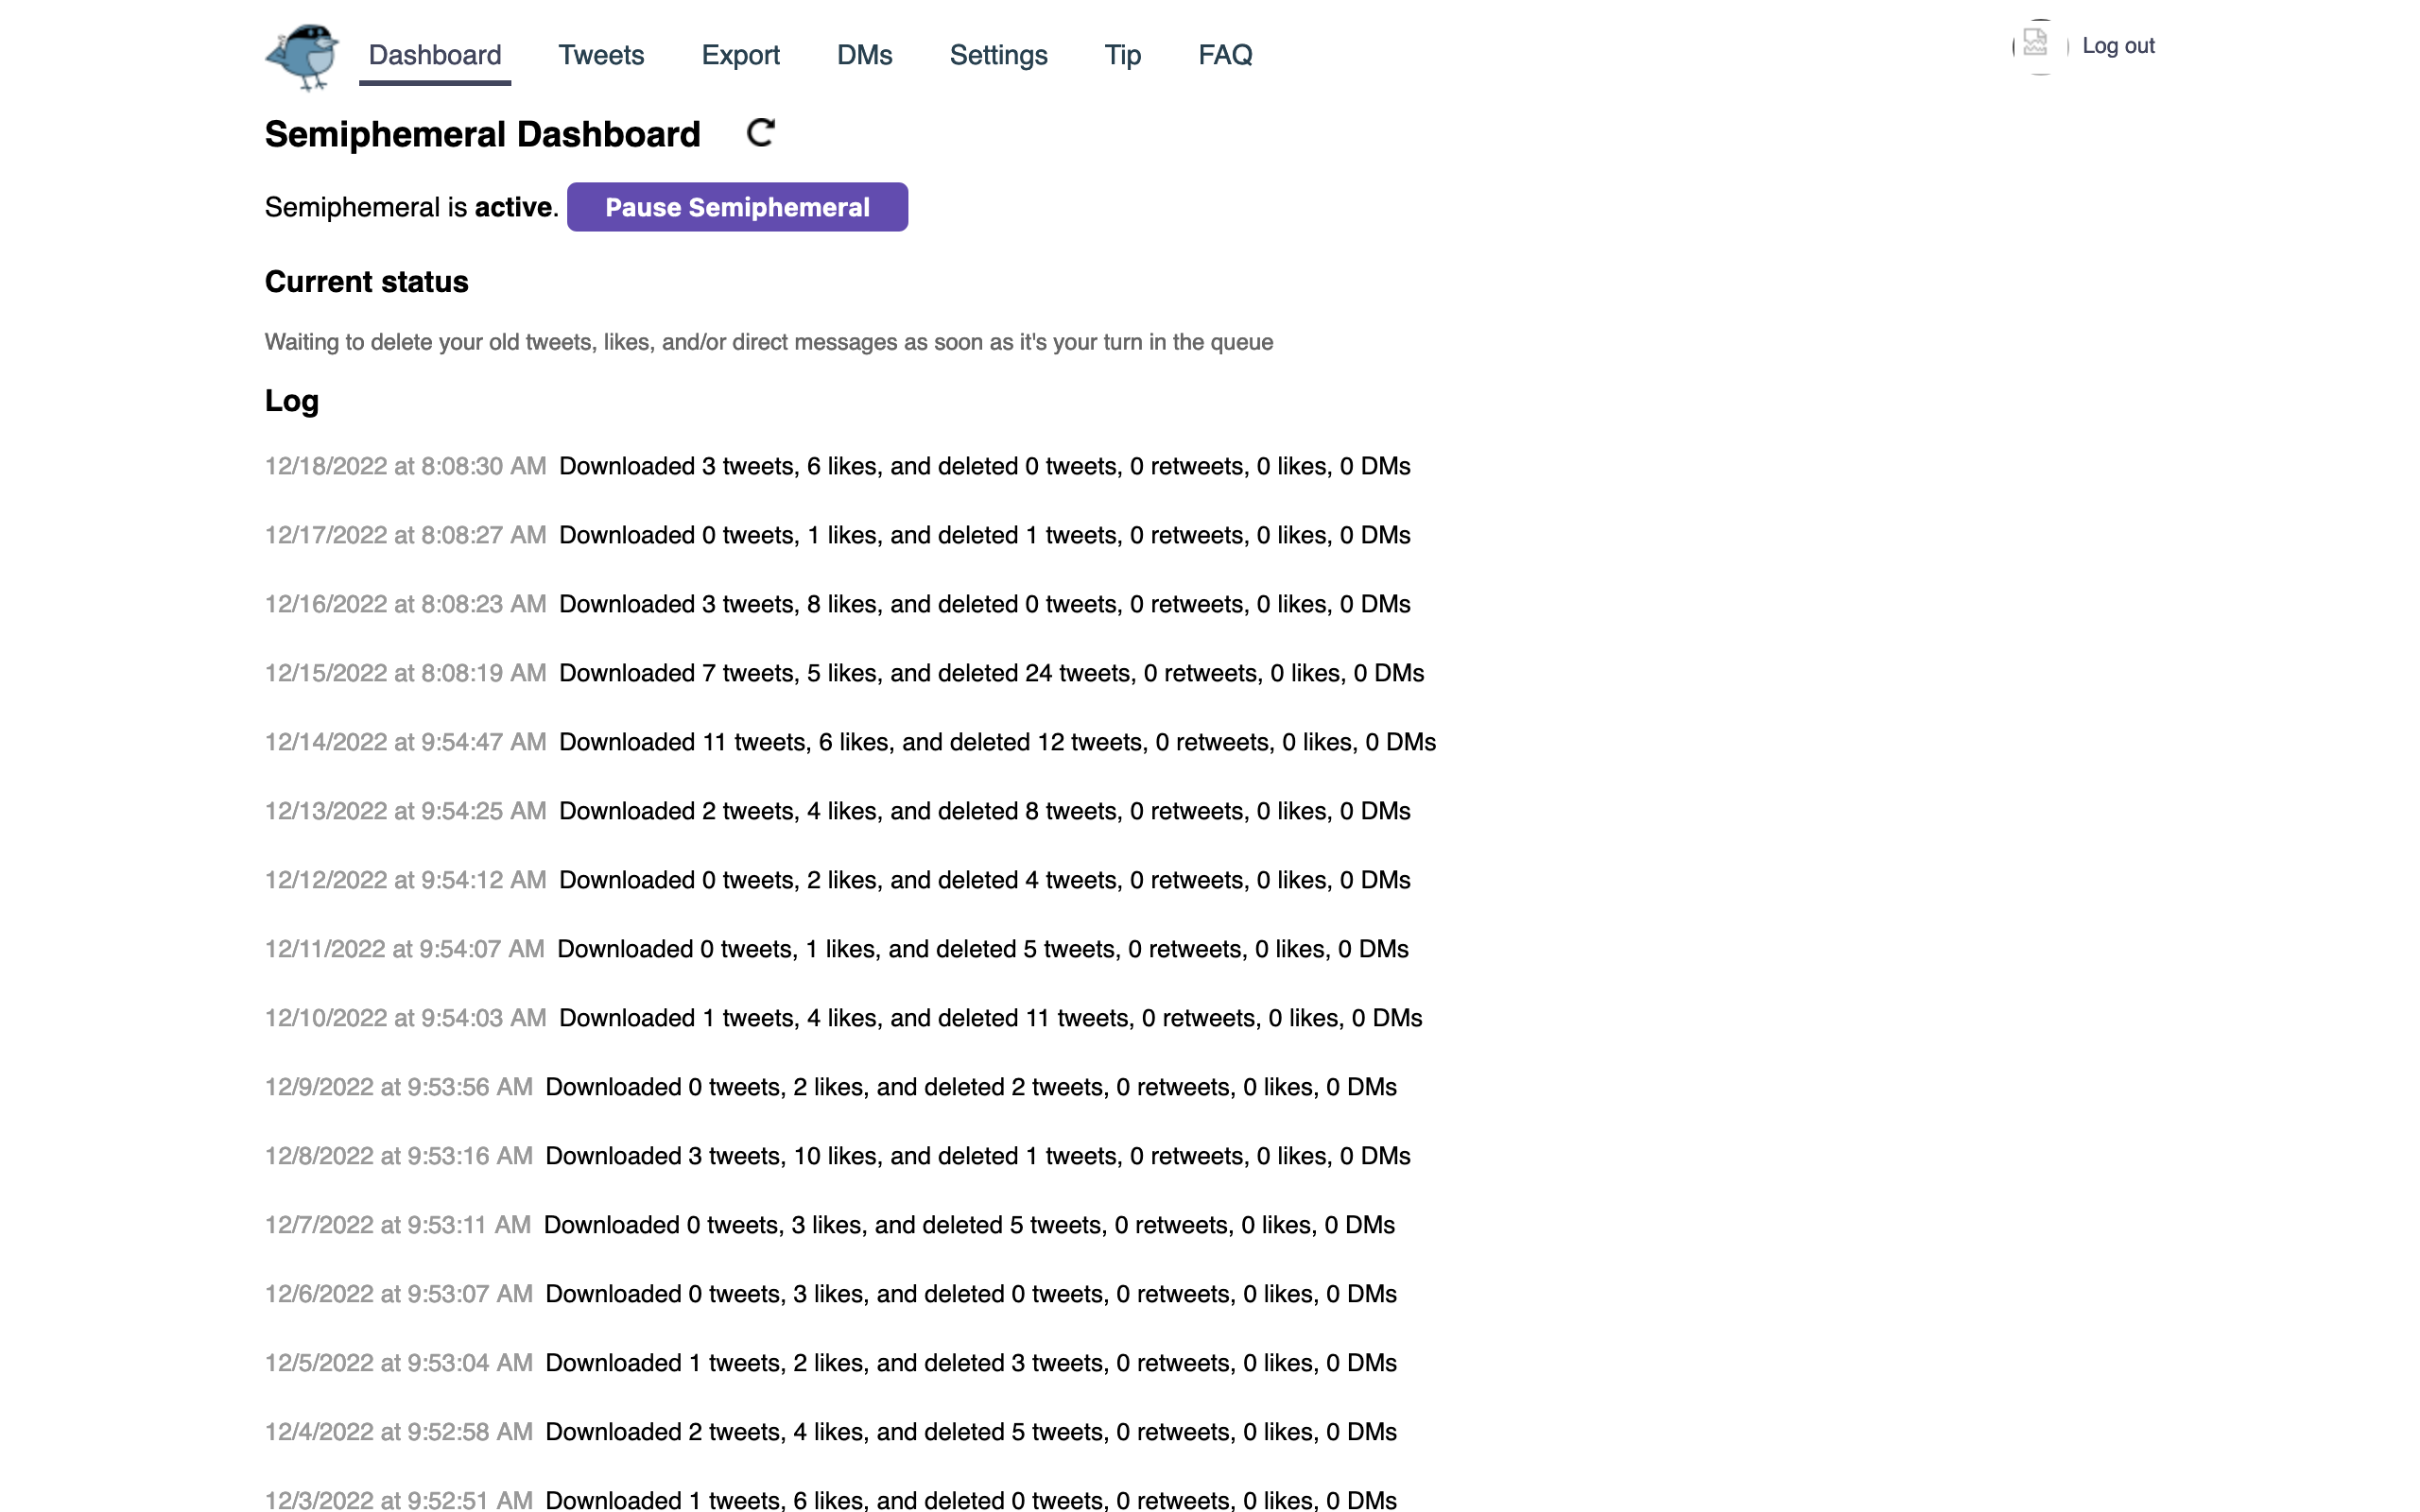 Dashboard Tweets Export DMs Settings Tip FAQ Log out
Semiphemeral Dashboard
Semiphemeral is active. Pause Semiphemeral
Current status
Waiting to delete your old tweets, likes, and/or direct messages as soon as it's your turn in the queue
Log
12/18/2022 at 8:08:30 AM Downloaded 3 tweets, 6 likes, and deleted 0 tweets, 0 retweets, 0 likes, 0 DMs
12/17/2022 at 8:08:27 AM Downloaded 0 tweets, 1 likes, and deleted 1 tweets, 0 retweets, 0 likes, 0 DMs
12/16/2022 at 8:08:23 AM Downloaded 3 tweets, 8 likes, and deleted 0 tweets, 0 retweets, 0 likes, 0 DMs
12/15/2022 at 8:08:19 AM Downloaded 7 tweets, 5 likes, and deleted 24 tweets, 0 retweets, 0 likes, 0 DMs
12/14/2022 at 9:54:47 AM Downloaded 11 tweets, 6 likes, and deleted 12 tweets, 0 retweets, 0 likes, 0 DMs
12/13/2022 at 9:54:25 AM Downloaded 2 tweets, 4 likes, and deleted 8 tweets, 0 retweets, 0 likes, 0 DMs
12/12/2022 at 9:54:12 AM Downloaded 0 tweets, 2 likes, and deleted 4 tweets, 0 retweets, 0 likes, 0 DMs
12/11/2022 at 9:54:07 AM Downloaded 0 tweets, 1 likes, and deleted 5 tweets, 0 retweets, 0 likes, 0 DMs
12/10/2022 at 9:54:03 AM Downloaded 1 tweets, 4 likes, and deleted 11 tweets, 0 retweets, 0 likes, 0 DMs
12/9/2022 at 9:53:56 AM Downloaded 0 tweets, 2 likes, and deleted 2 tweets, 0 retweets, 0 likes, 0 DMs
12/8/2022 at 9:53:16 AM Downloaded 3 tweets, 10 likes, and deleted 1 tweets, 0 retweets, 0 likes, 0 DMs
12/7/2022 at 9:53:11 AM Downloaded 0 tweets, 3 likes, and deleted 5 tweets, 0 retweets, 0 likes, 0 DMs
12/6/2022 at 9:53:07 AM Downloaded 0 tweets, 3 likes, and deleted 0 tweets, 0 retweets, 0 likes, 0 DMs
12/5/2022 at 9:53:04 AM Downloaded 1 tweets, 2 likes, and deleted 3 tweets, 0 retweets, 0 likes, 0 DMs
12/4/2022 at 9:52:58 AM Downloaded 2 tweets, 4 likes, and deleted 5 tweets, 0 retweets, 0 likes, 0 DMs
12/3/2022 at 9:52:51 AM Downloaded 1 tweets, 6 likes, and deleted 0 tweets, 0 retweets, 0 likes, 0 DMs